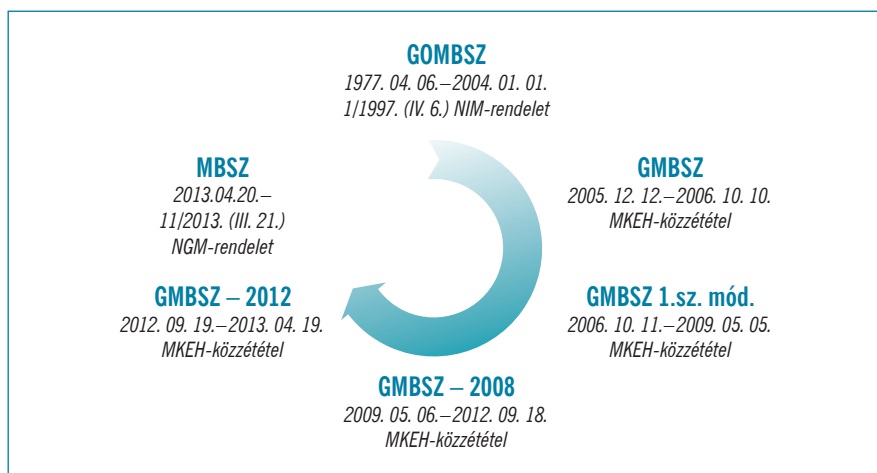 GOMBSZ
1977. 04. 06.–2004. 01. 01.
1/1997. (IV. 6.) NIM-rendelet
GMBSZ
2005. 12. 12.–2006. 10. 10.
MKEH-közzététel
GMBSZ 1.sz. mód.
2006. 10. 11.–2009. 05. 05.
MKEH-közzététel
GMBSZ – 2008
2009. 05. 06.–2012. 09. 18.
MKEH-közzététel
GMBSZ – 2012
2012. 09. 19.–2013. 04. 19.
MKEH-közzététel
MBSZ
2013.04.20.–
11/2013. (III. 21.)
NGM-rendelet